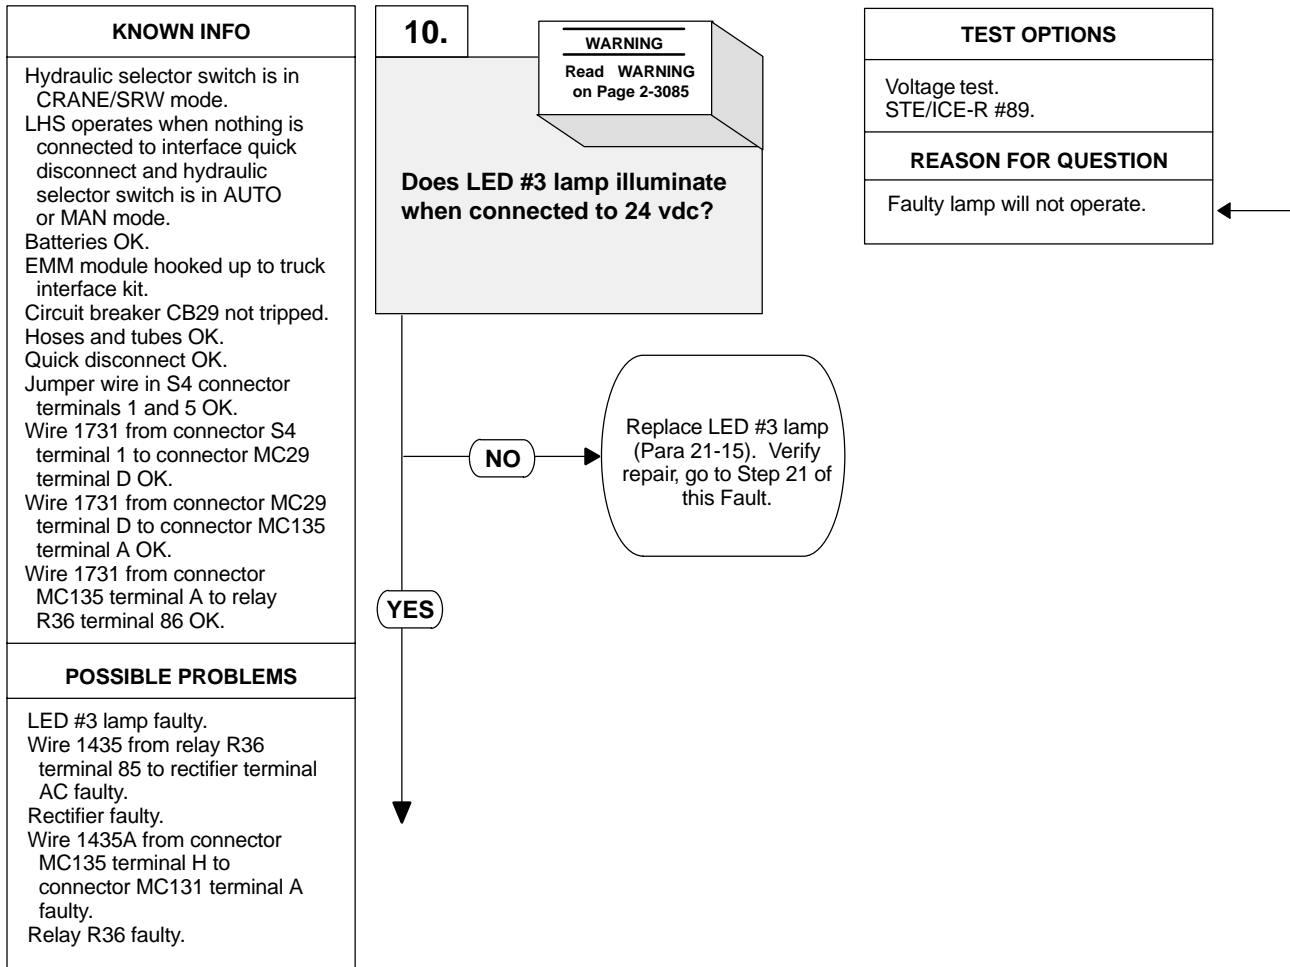 KNOWN INFO
Hydraulic selector switch is in
CRANE/SRW mode.
LHS operates when nothing is
connected to interface quick
disconnect and hydraulic
selector switch is in AUTO
or MAN mode.
Batteries OK.
EMM module hooked up to truck
interface kit.
Circuit breaker CB29 not tripped.
Hoses and tubes OK.
Quick disconnect OK.
Jumper wire in S4 connector
terminals 1 and 5 OK.
Wire 1731 from connector S4
terminal 1 to connector MC29
terminal D OK.
Wire 1731 from connector MC29
terminal D to connector MC135
terminal A OK.
Wire 1731 from connector
MC135 terminal A to relay
R36 terminal 86 OK.
POSSIBLE PROBLEMS
LED #3 lamp faulty.
Wire 1435 from relay R36
terminal 85 to rectifier terminal
AC faulty.
Rectifier faulty.
Wire 1435A from connector
MC135 terminal H to
connector MC131 terminal A
faulty.
Relay R36 faulty.
10.
WARNING
Read WARNING
on Page 2-3085
Does LED #3 lamp illuminate
when connected to 24 vdc?
NO
Replace LED #3 lamp
(Para 21-15). Verify
repair, go to Step 21 of
this Fault.
YES
TEST OPTIONS
Voltage test.
STE/ICE-R #89.
REASON FOR QUESTION
Faulty lamp will not operate.